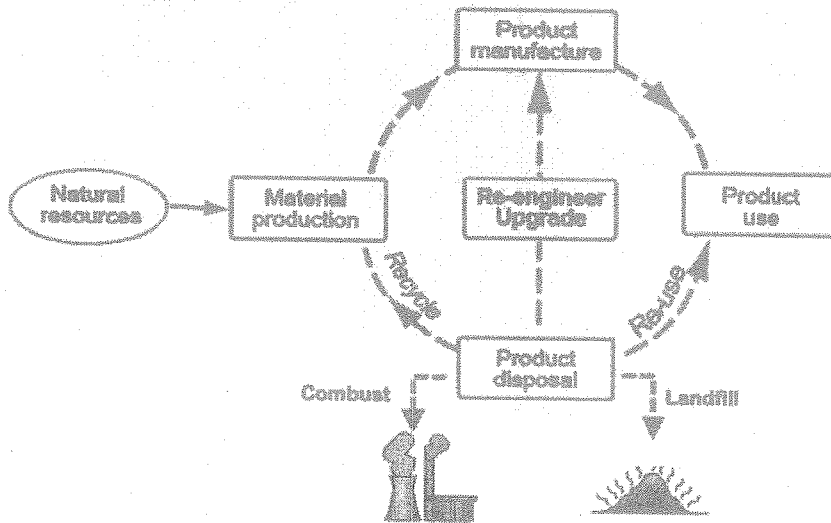 Product
manufacture
Natural
resources
Material
production
Re-engineer
Upgrade
Product
use
Recycle
Re-use
Product
disposal
Combust
Landfill